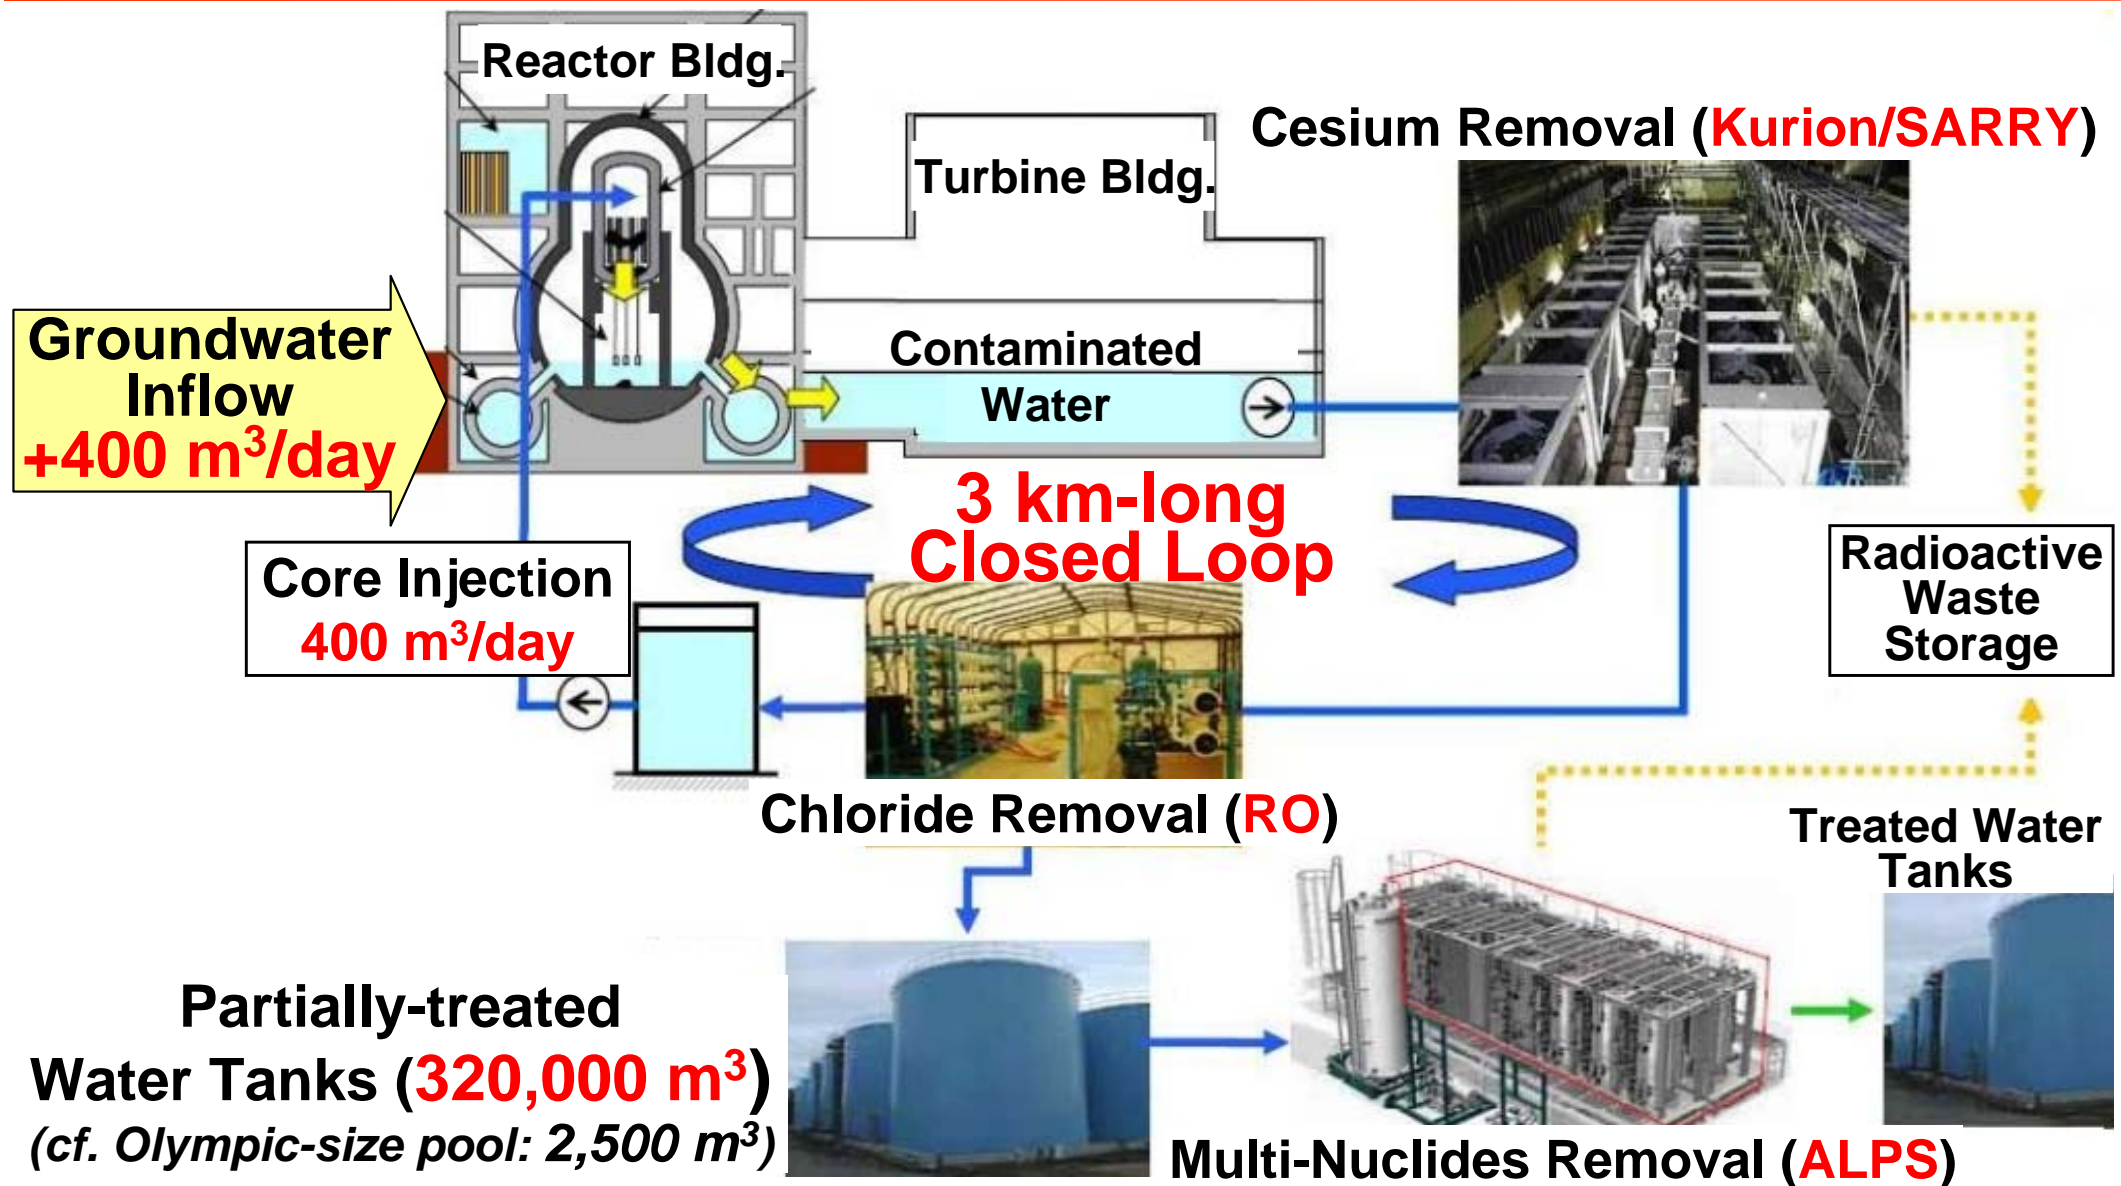 Reactor Bldg.
Cesium Removal (Kurion/SARRY)
Turbine Bldg.
Groundwater
Inflow
+400 m³/day
Contaminated
Water
3 km-long
Closed Loop
Core Injection
400 m³/day
Radioactive
Waste
Storage
Chloride Removal (RO)
Treated Water
Tanks
Partially-treated
Water Tanks (320,000 m³)
(cf. Olympic-size pool: 2,500 m³)
Multi-Nuclides Removal (ALPS)